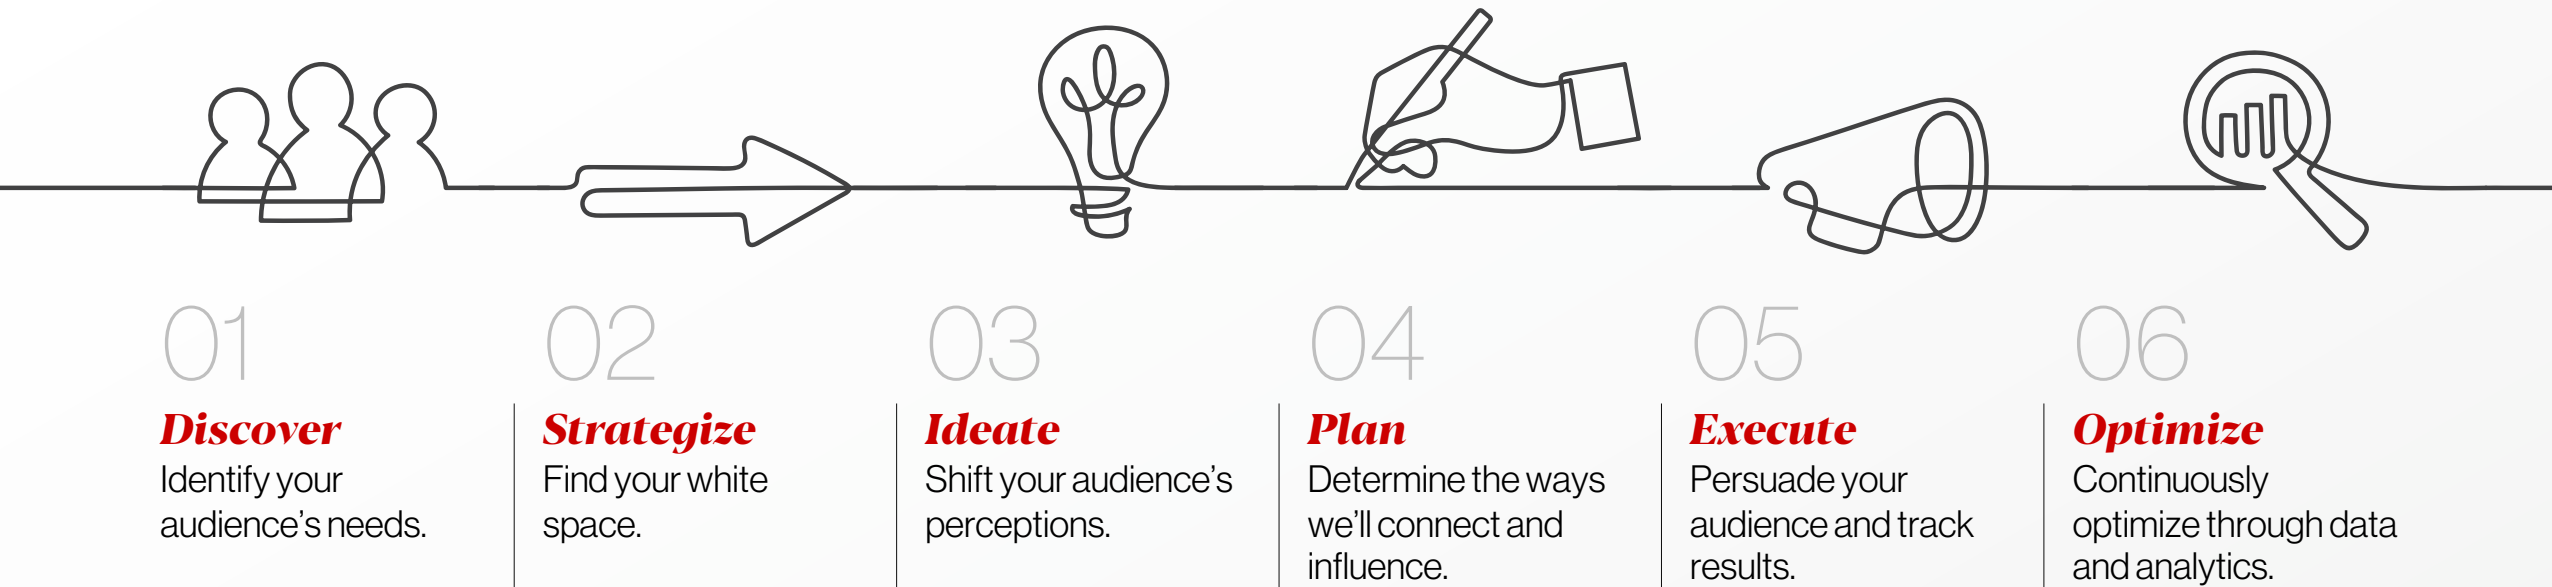 01
Discover
Identify your
audience's needs.
02
Strategize
Find your white
space.
03
Ideate
Shift your audience's
perceptions.
04
Plan
Determine the ways
we'll connect and
influence.
05
Execute
Persuade your
audience and track
results.
06
Optimize
Continuously
optimize through data
and analytics.